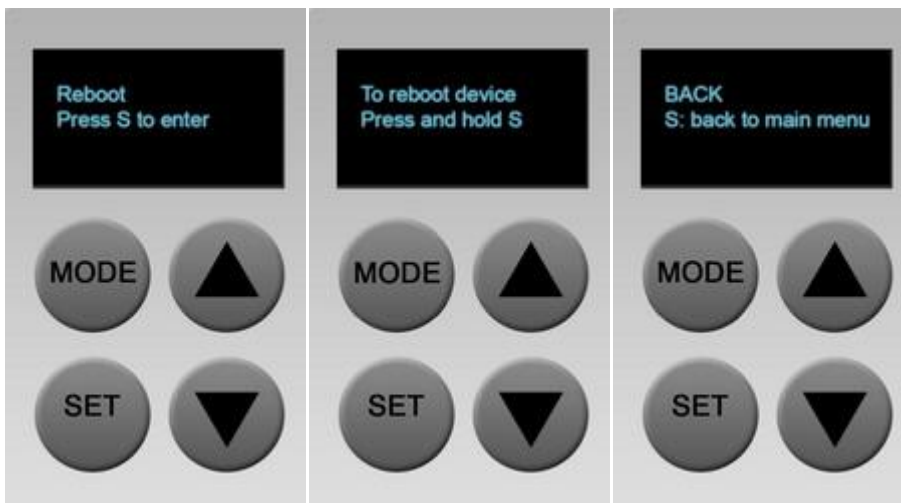 Reboot
Press S to enter
MODE
SET
To reboot device
Press and hold S
MODE
SET
BACK
S: back to main menu
MODE
SET